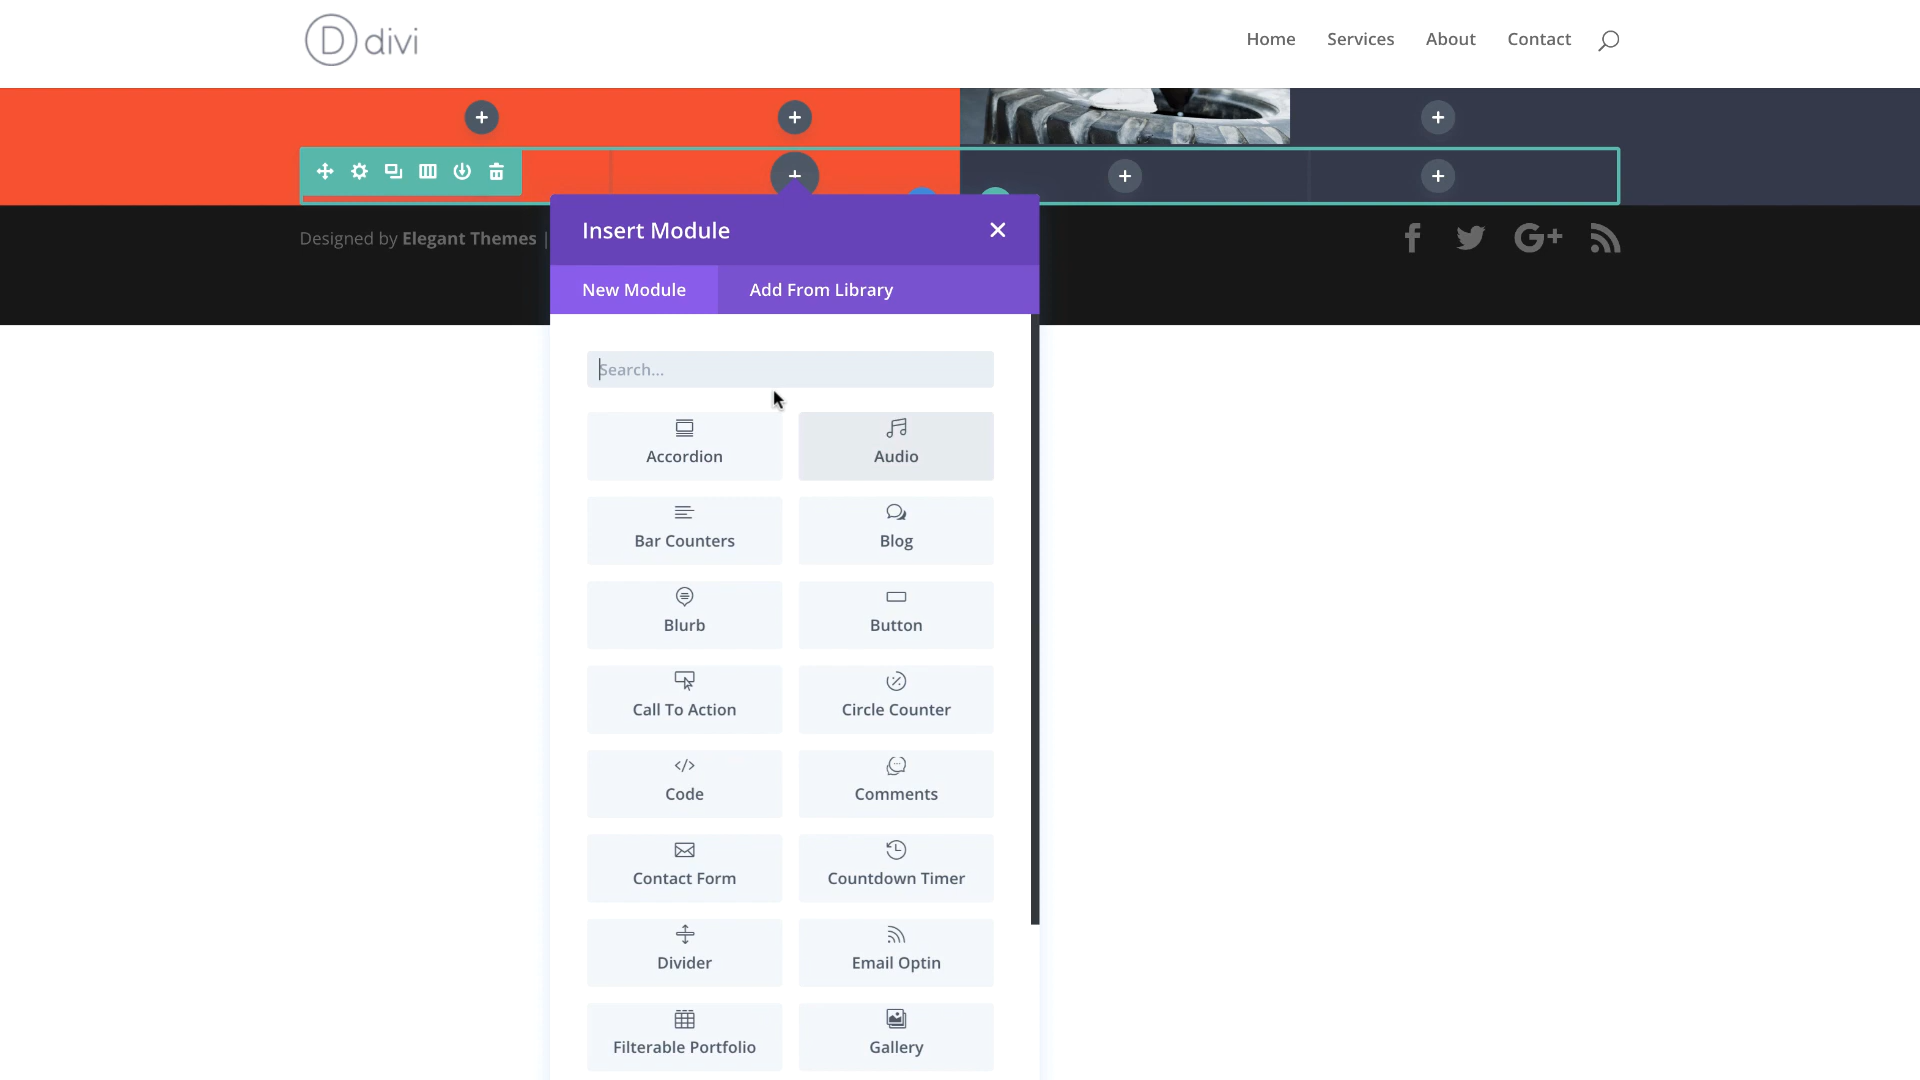 D divi
Home Services About Contact
Designed by Elegant Themes |
G+
Insert Module
New Module Add From Library
Search...
Accordion Audio
Bar Counters Blog
Blurb Button
Call To Action Circle Counter
Code Comments
Contact Form Countdown Timer
Divider Email Optin
Filterable Portfolio Gallery